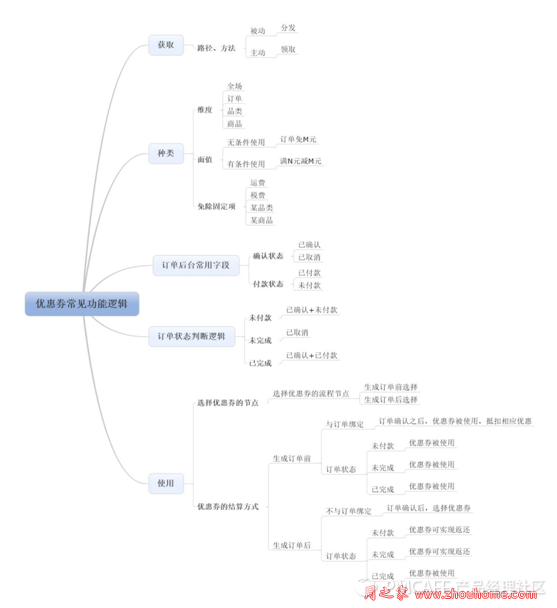 优惠券常见功能逻辑
获取
路径、方法
被动
分发
主动
领取
种类
维度
全场
订单
品类
商品
面值
无条件使用
订单免M元
有条件使用
满N元减M元
免除固定项
运费
税费
某品类
某商品
订单后台常用字段
确认状态
已确认
已取消
付款状态
已付款
未付款
订单状态判断逻辑
未付款
已确认+未付款
未完成
已取消
已完成
已确认+已付款
使用
选择优惠券的节点
选择优惠券的流程节点
生成订单前选择
生成订单后选择
优惠券的结算方式
生成订单前
与订单绑定
订单确认之后，优惠券被使用，抵扣相应优惠
订单状态
未付款
优惠券被使用
未完成
优惠券被使用
已完成
优惠券被使用
生成订单后
不与订单绑定
订单确认后，选择优惠券
订单状态
未付款
优惠券可实现返还
未完成
优惠券可实现返还
已完成
优惠券被使用
产品经理社区
周之家 www.zhouhome.com